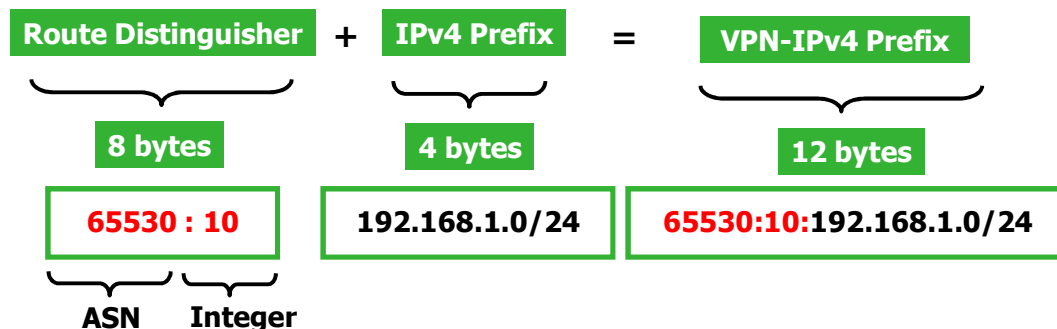 Route Distinguisher + IPv4 Prefix = VPN-IPv4 Prefix
8 bytes 4 bytes 12 bytes
65530 : 10 192.168.1.0/24 65530:10:192.168.1.0/24
ASN Integer